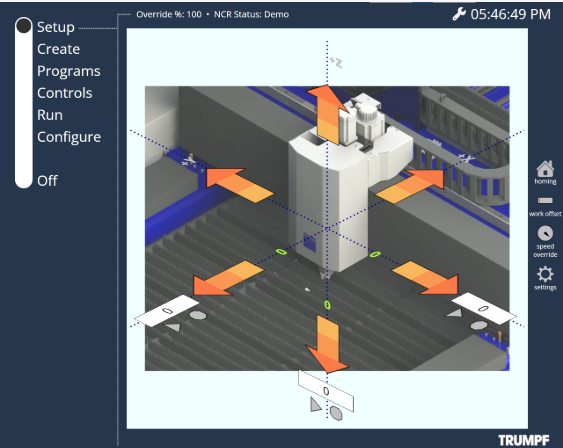 Override %: 100 • NCR Status: Demo
05:46:49 PM
Setup
Create
Programs
Controls
Run
Configure
Off
+Z
0
0
0
0
0
0
homing
work offset
speed
override
settings
TRUMPF